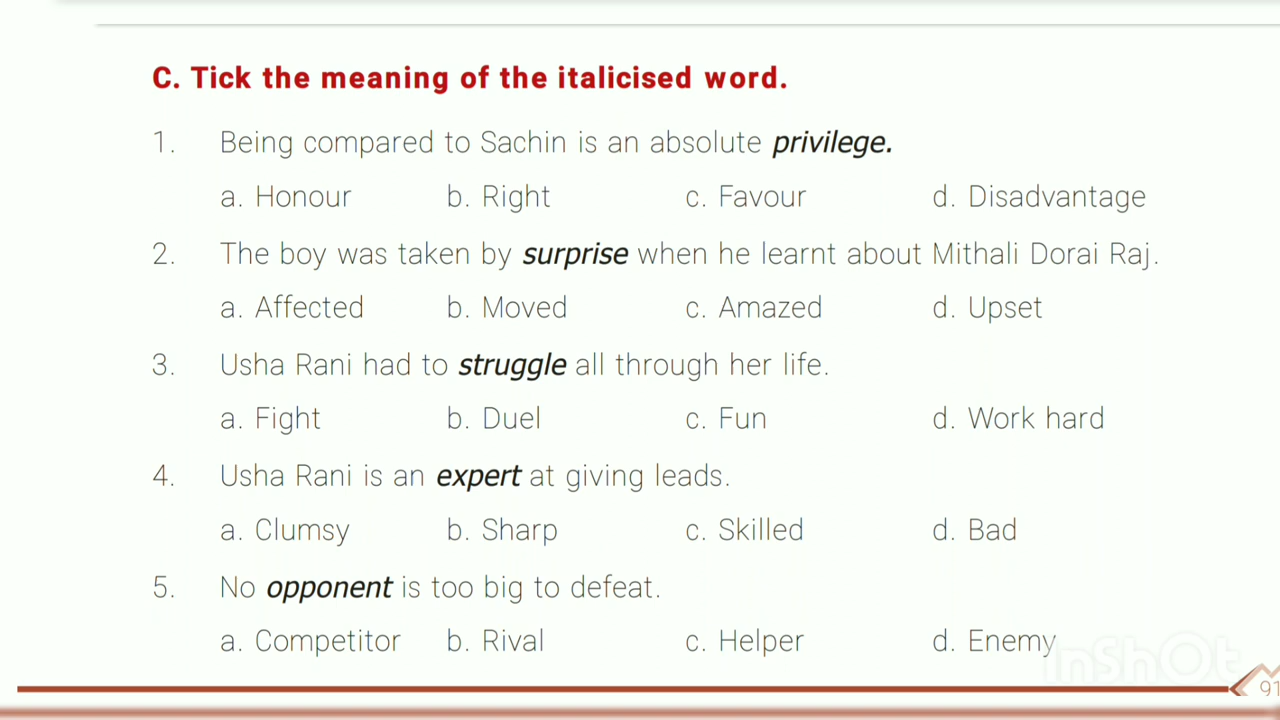 C. Tick the meaning of the italicised word.
1. Being compared to Sachin is an absolute privilege.
a. Honour b. Right c. Favour d. Disadvantage
2. The boy was taken by surprise when he learnt about Mithali Dorai Raj.
a. Affected b. Moved c. Amazed d. Upset
3. Usha Rani had to struggle all through her life.
a. Fight b. Duel c. Fun d. Work hard
4. Usha Rani is an expert at giving leads.
a. Clumsy b. Sharp c. Skilled d. Bad
5. No opponent is too big to defeat.
a. Competitor b. Rival c. Helper d. Enemy
InShOt
91